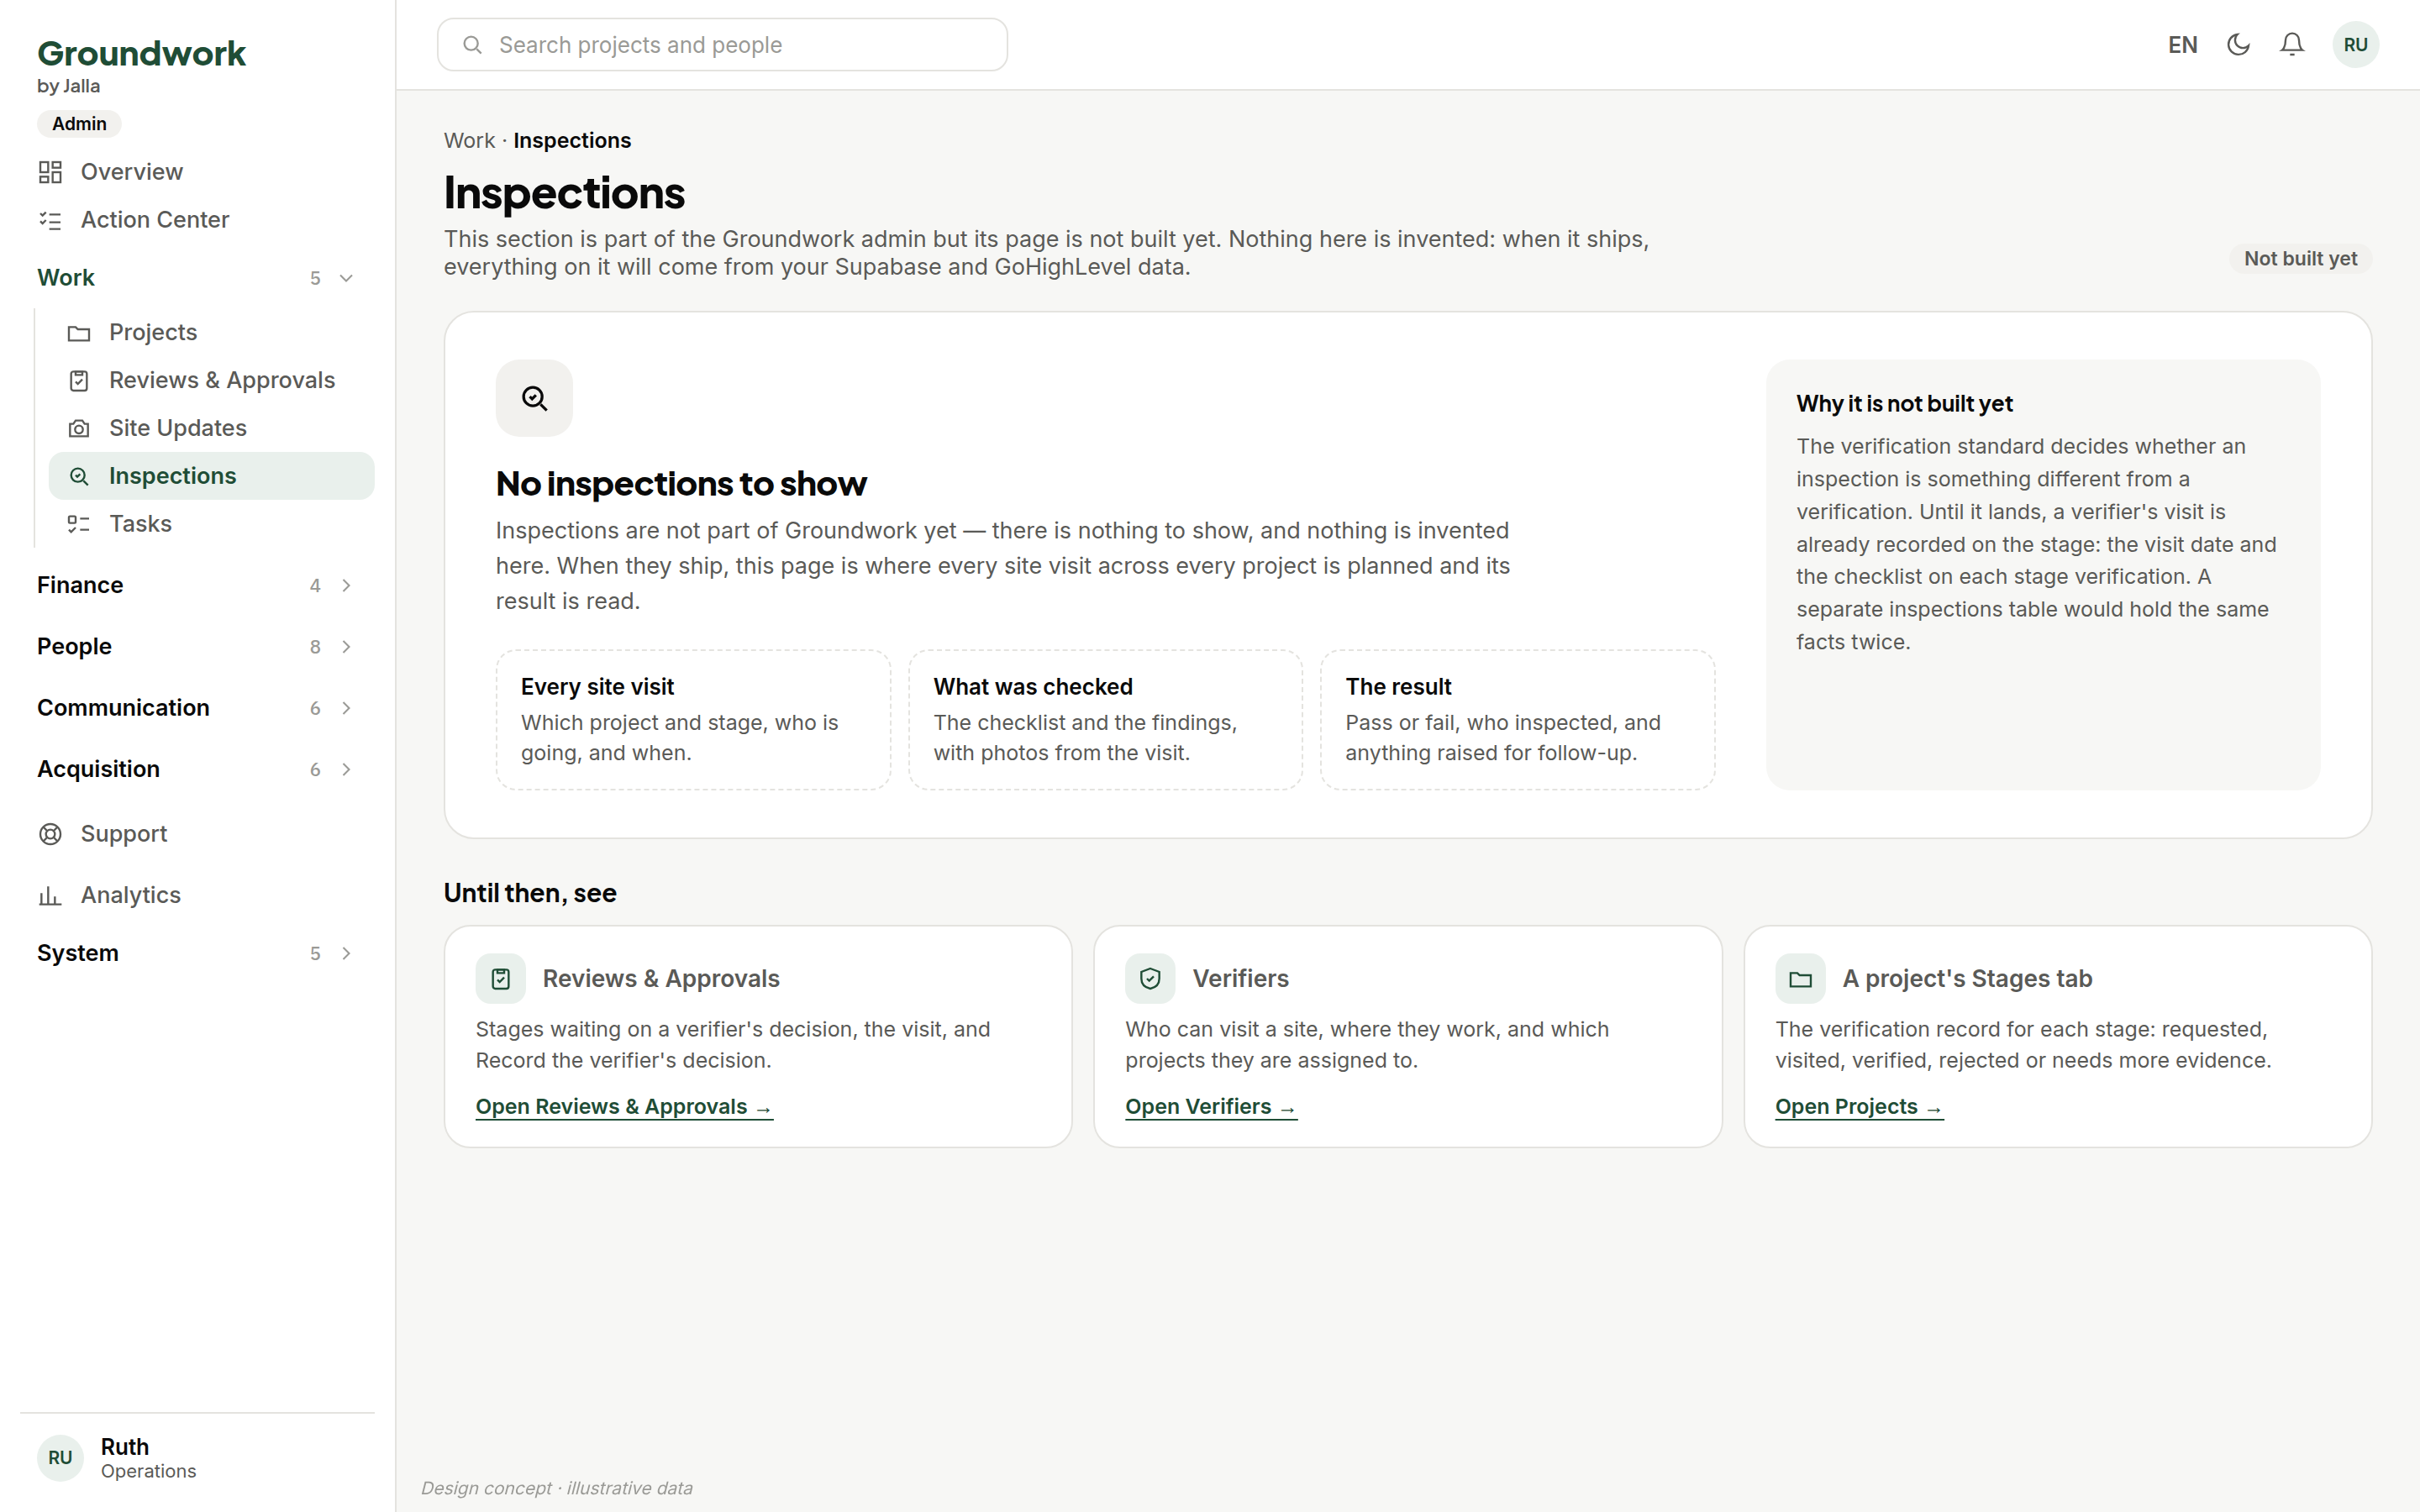 Groundwork
by Jalla
Admin
Overview
Action Center
Work 5
Projects
Reviews & Approvals
Site Updates
Inspections
Tasks
Finance 4
People 8
Communication 6
Acquisition 6
Support
Analytics
System 5
RU
Ruth
Operations
Search projects and people
EN
RU
Work · Inspections
Inspections
This section is part of the Groundwork admin but its page is not built yet. Nothing here is invented: when it ships,
everything on it will come from your Supabase and GoHighLevel data.
Not built yet
No inspections to show
Inspections are not part of Groundwork yet — there is nothing to show, and nothing is invented
here. When they ship, this page is where every site visit across every project is planned and its
result is read.
Every site visit
Which project and stage, who is
going, and when.
What was checked
The checklist and the findings,
with photos from the visit.
The result
Pass or fail, who inspected, and
anything raised for follow-up.
Why it is not built yet
The verification standard decides whether an
inspection is something different from a
verification. Until it lands, a verifier's visit is
already recorded on the stage: the visit date and
the checklist on each stage verification. A
separate inspections table would hold the same
facts twice.
Until then, see
Reviews & Approvals
Stages waiting on a verifier's decision, the visit, and
Record the verifier's decision.
Open Reviews & Approvals →
Verifiers
Who can visit a site, where they work, and which
projects they are assigned to.
Open Verifiers →
A project's Stages tab
The verification record for each stage: requested,
visited, verified, rejected or needs more evidence.
Open Projects →
Design concept · illustrative data